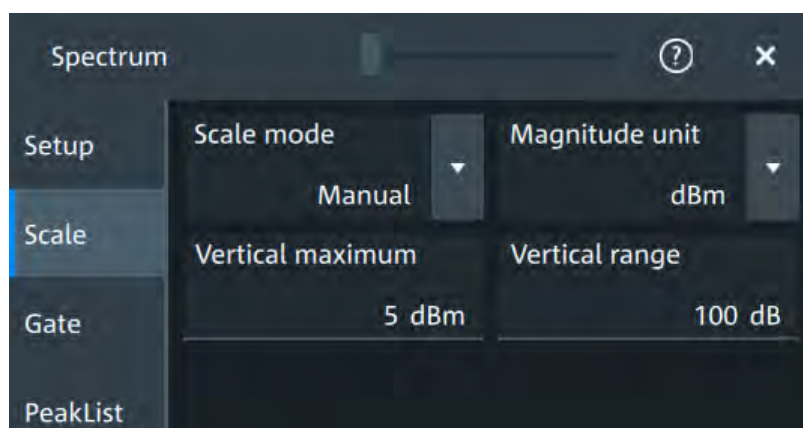 Spectrum
?
×
Setup
Scale mode
Manual
Magnitude unit
dBm
Scale
Vertical maximum
5 dBm
Vertical range
100 dB
Gate
PeakList